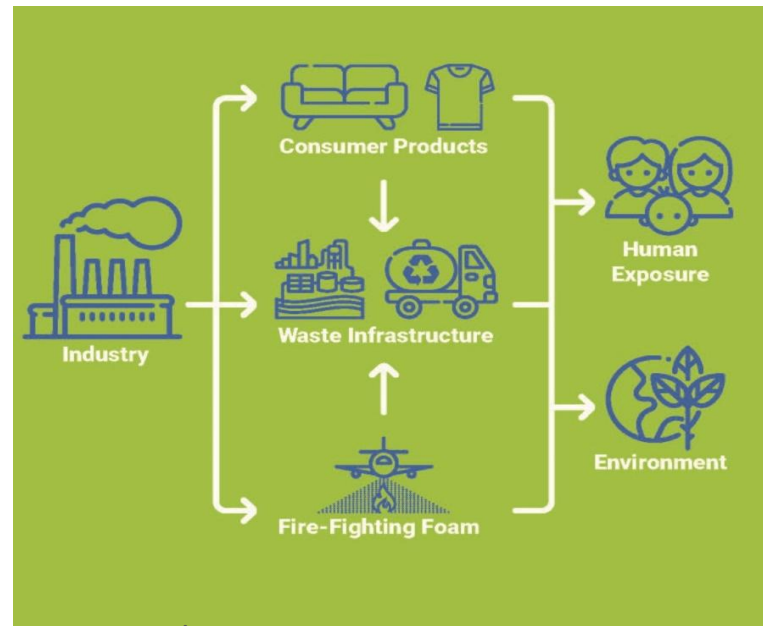 Consumer Products
Human
Exposure
Waste Infrastructure
Industry
Environment
Fire-Fighting Foam